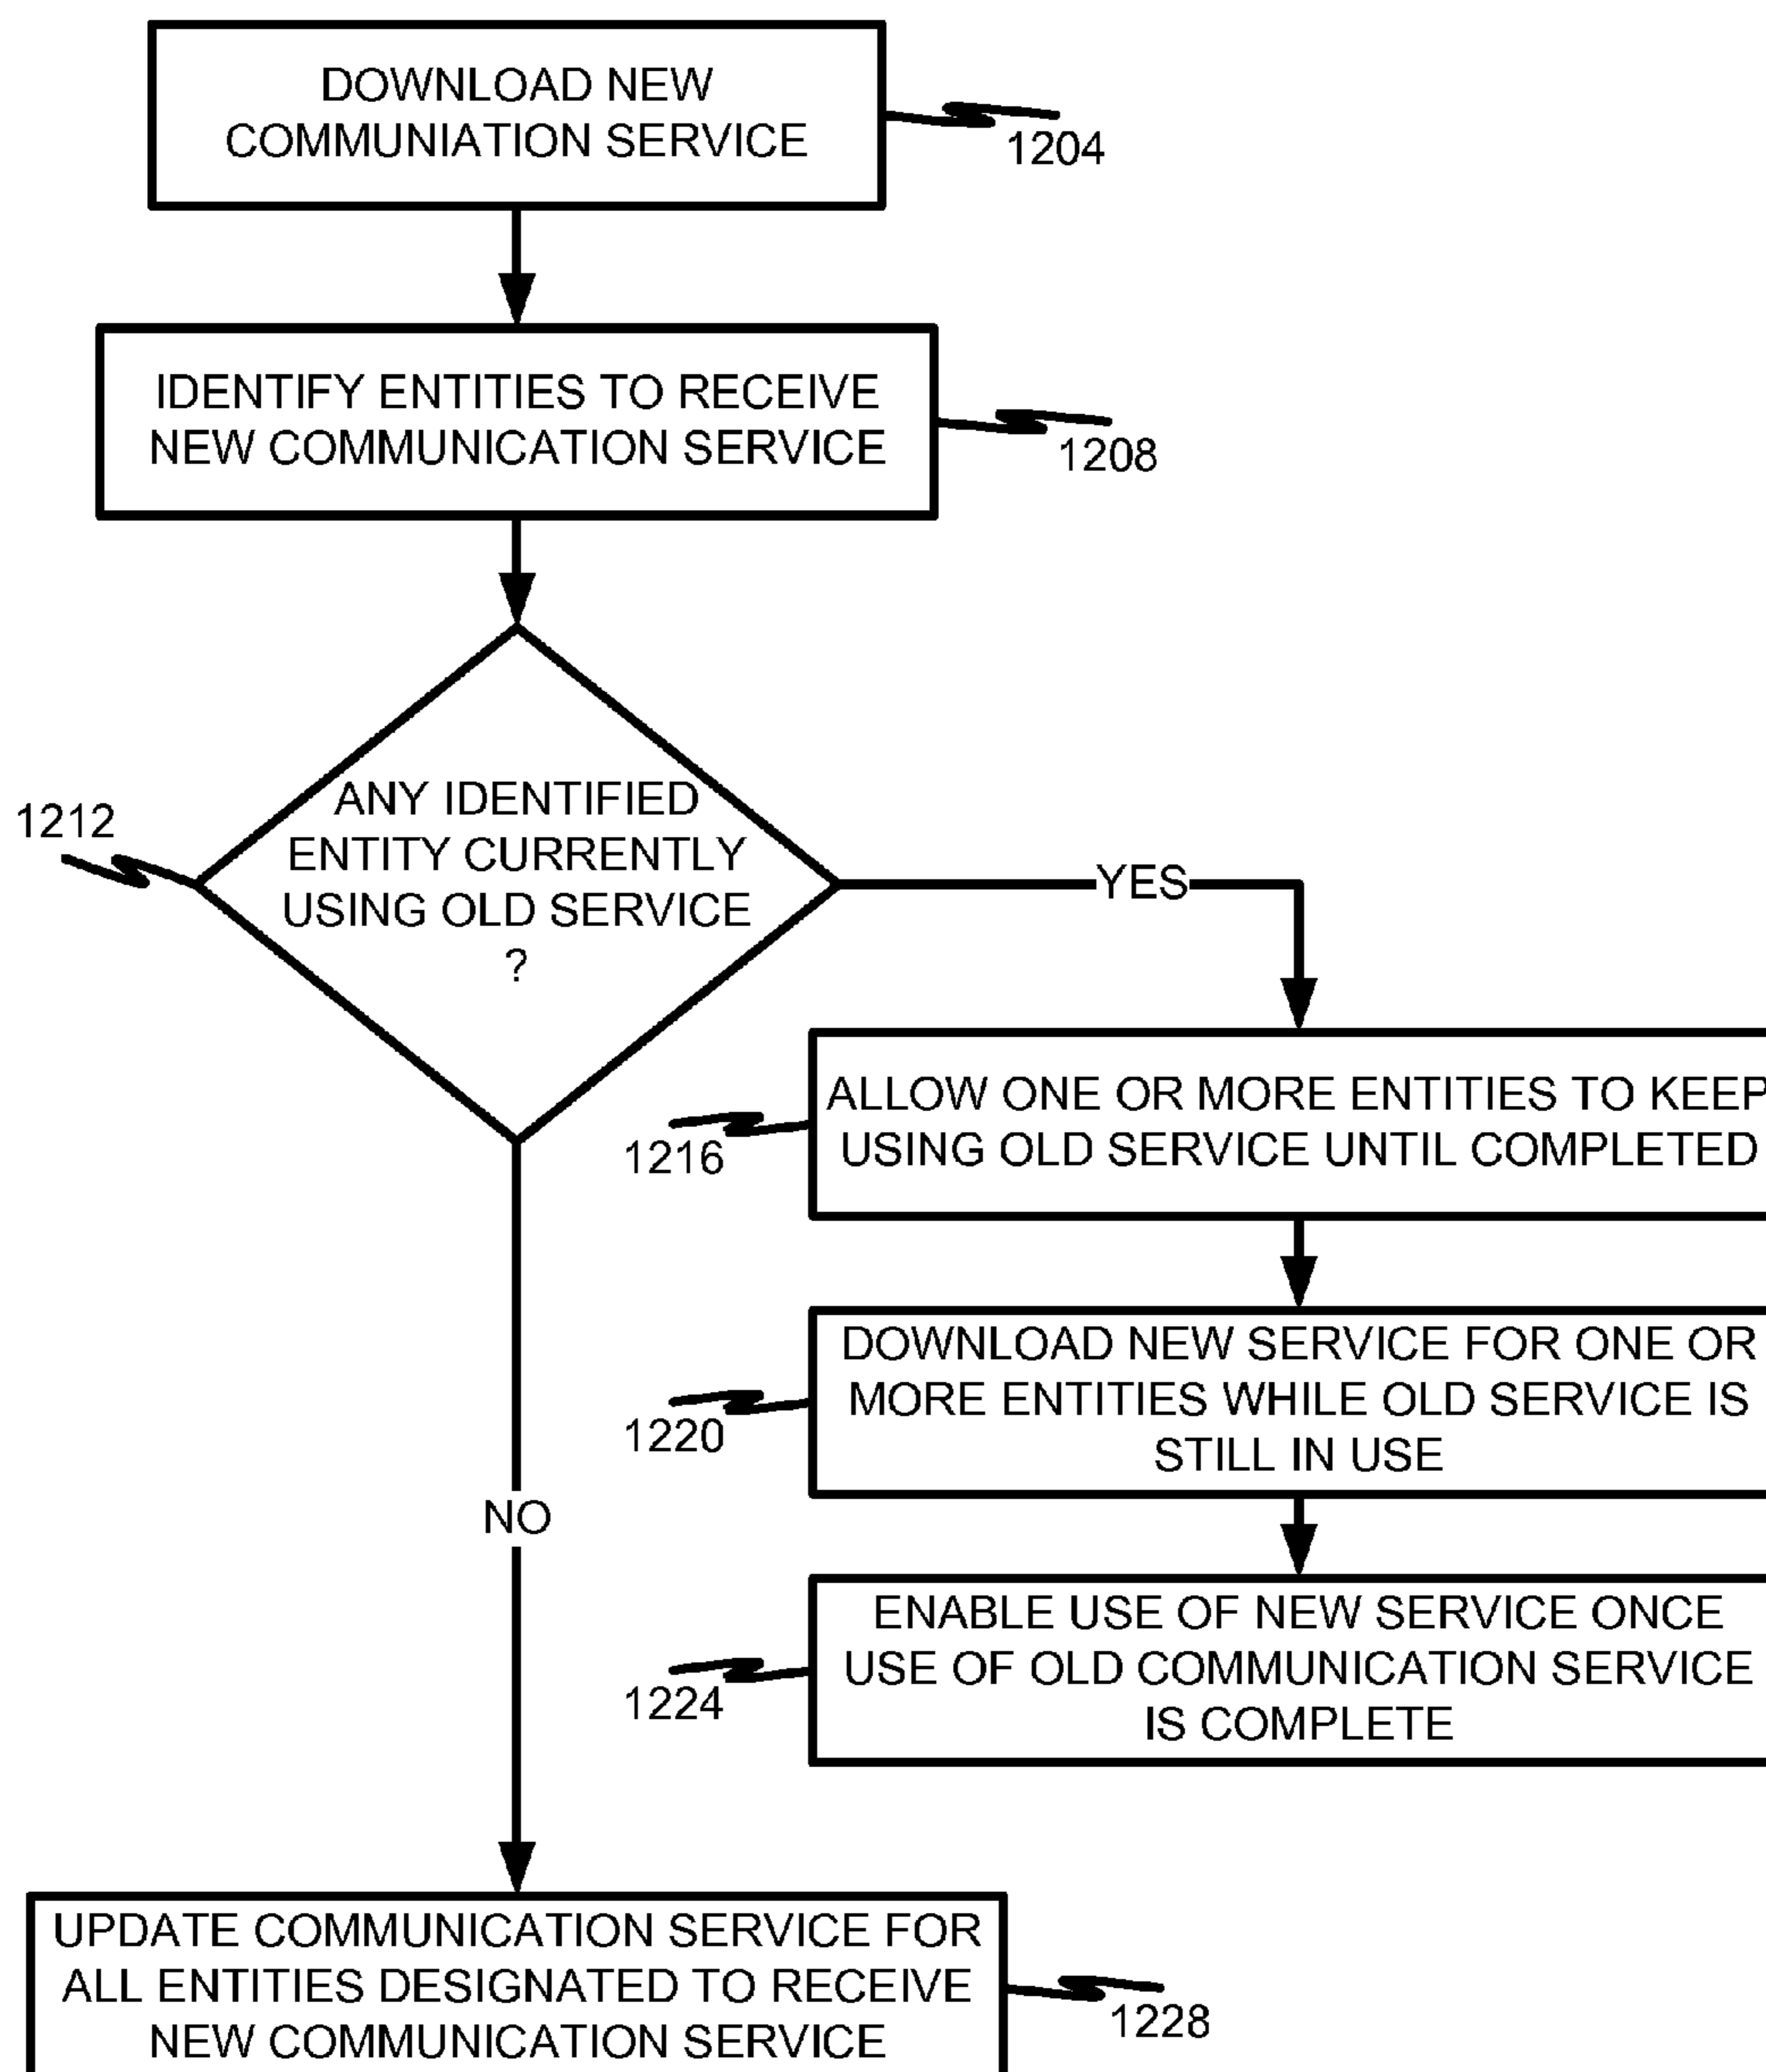 DOWNLOAD NEW
COMMUNIATION SERVICE
1204
IDENTIFY ENTITIES TO RECEIVE
NEW COMMUNICATION SERVICE
1208
1212
ANY IDENTIFIED
ENTITY CURRENTLY
USING OLD SERVICE
?
YES
ALLOW ONE OR MORE ENTITIES TO KEEP
USING OLD SERVICE UNTIL COMPLETED
1216
DOWNLOAD NEW SERVICE FOR ONE OR
MORE ENTITIES WHILE OLD SERVICE IS
STILL IN USE
1220
NO
ENABLE USE OF NEW SERVICE ONCE
USE OF OLD COMMUNICATION SERVICE
IS COMPLETE
1224
UPDATE COMMUNICATION SERVICE FOR
ALL ENTITIES DESIGNATED TO RECEIVE
NEW COMMUNICATION SERVICE
1228